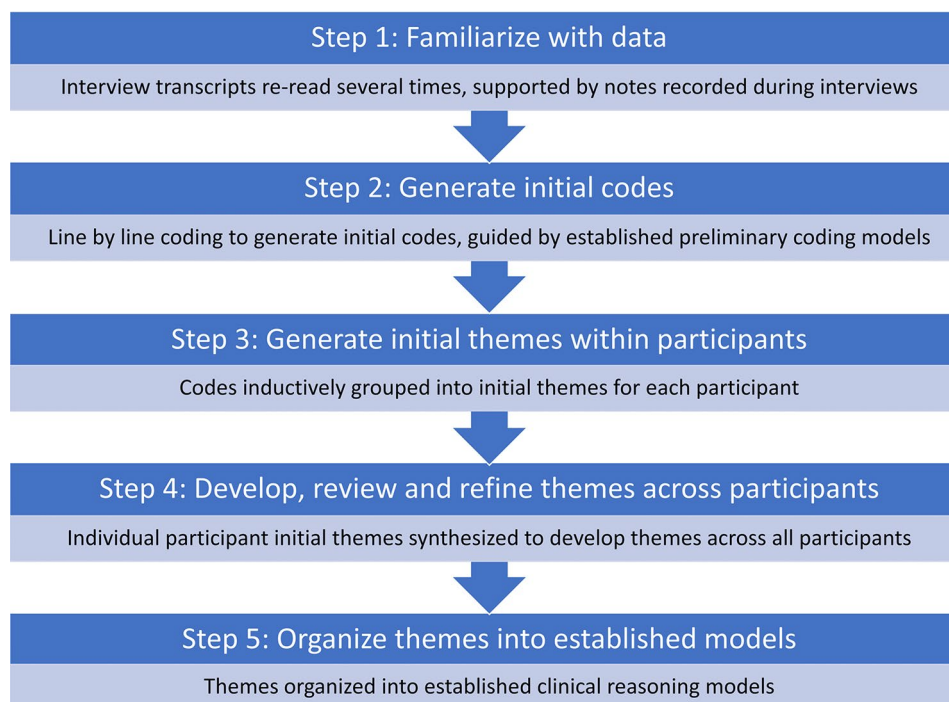 Step 1: Familiarize with data
Interview transcripts re-read several times, supported by notes recorded during interviews
Step 2: Generate initial codes
Line by line coding to generate initial codes, guided by established preliminary coding models
Step 3: Generate initial themes within participants
Codes inductively grouped into initial themes for each participant
Step 4: Develop, review and refine themes across participants
Individual participant initial themes synthesized to develop themes across all participants
Step 5: Organize themes into established models
Themes organized into established clinical reasoning models